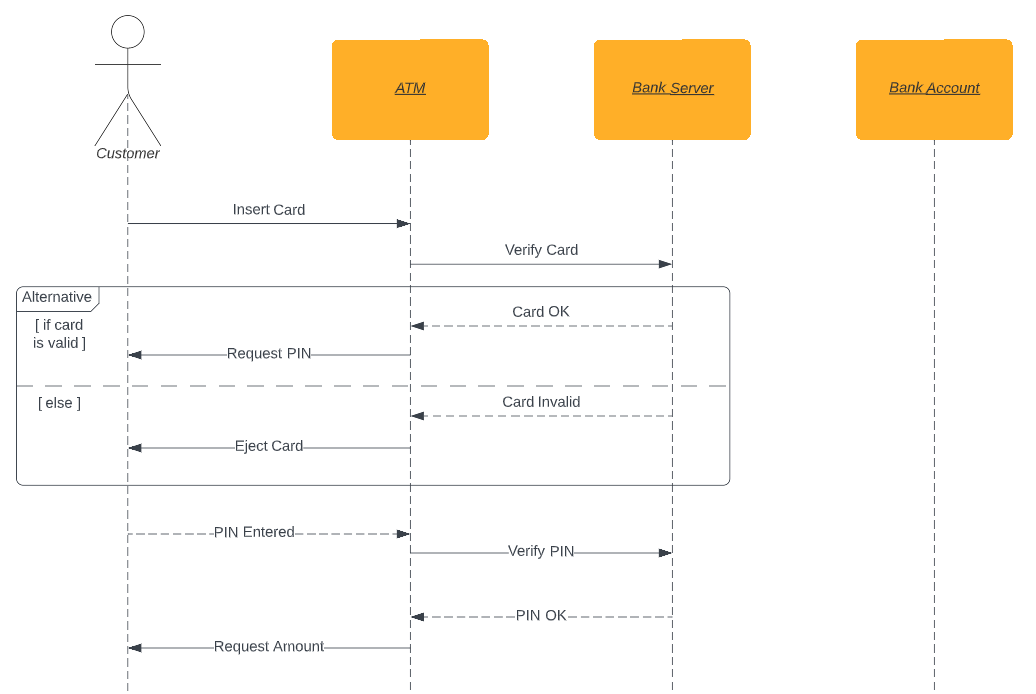 Customer
ATM
Bank Server
Bank Account
Insert Card
Verify Card
Alternative
[ if card
is valid ]
Card OK
Request PIN
[ else ]
Card Invalid
Eject Card
PIN Entered
Verify PIN
PIN OK
Request Amount